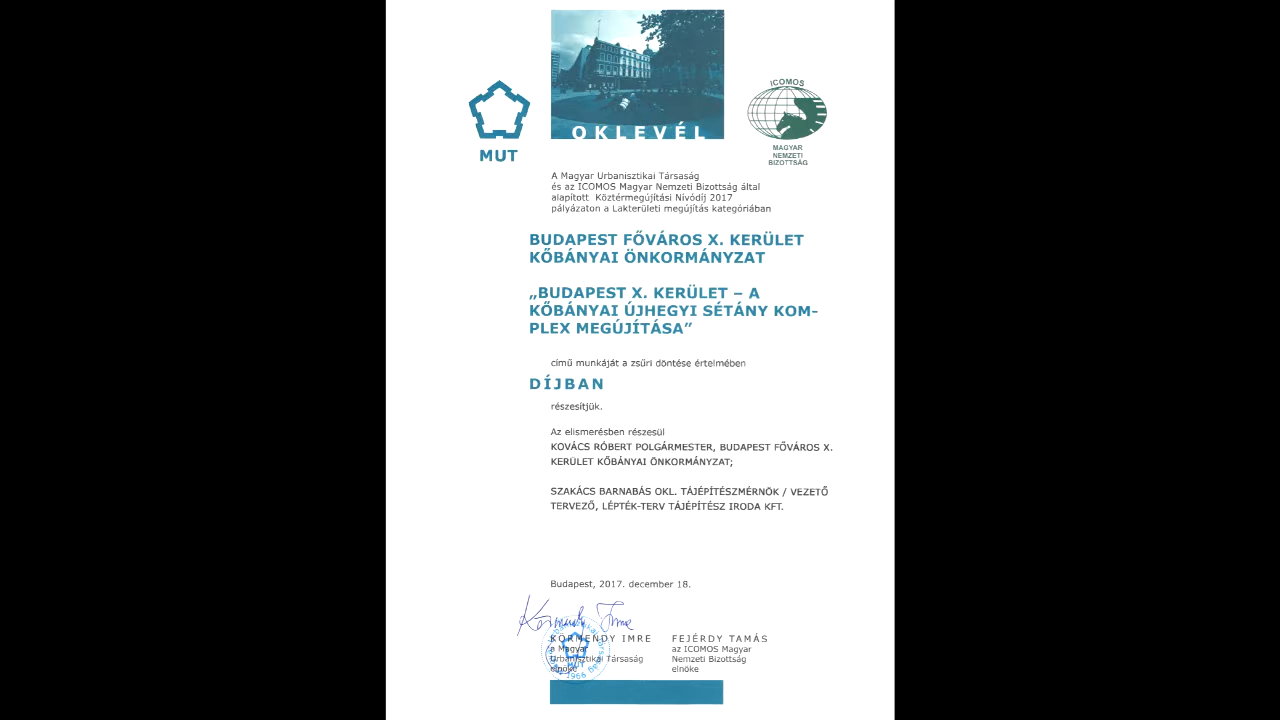 OKLEVÉL
MUT
ICOMOS
MAGYAR
NEMZETI
BIZOTTSÁG
A Magyar Urbanisztikai Társaság
és az ICOMOS Magyar Nemzeti Bizottság által
alapított Köztérmegújítási Nívódíj 2017
pályázaton a Lakterületi megújítás kategóriában
BUDAPEST FŐVÁROS X. KERÜLET
KŐBÁNYAI ÖNKORMÁNYZAT
„BUDAPEST X. KERÜLET – A
KŐBÁNYAI ÚJHEGYI SÉTÁNY KOM-
PLEX MEGÚJÍTÁSA”
című munkáját a zsűri döntése értelmében
DÍJBAN
részesítjük.
Az elismerésben részesül
KOVÁCS RÓBERT POLGÁRMESTER, BUDAPEST FŐVÁROS X.
KERÜLET KŐBÁNYAI ÖNKORMÁNYZAT;
SZAKÁCS BARNABÁS OKL. TÁJÉPÍTÉSZMÉRNÖK / VEZETŐ
TERVEZŐ, LÉPTÉK-TERV TÁJÉPÍTÉSZ IRODA KFT.
Budapest, 2017. december 18.
Körmendy Imre
KÖRMENDY IMRE
a Magyar
Urbanisztikai Társaság
elnöke
FEJÉRDY TAMÁS
az ICOMOS Magyar
Nemzeti Bizottság
elnöke
MUT
1966